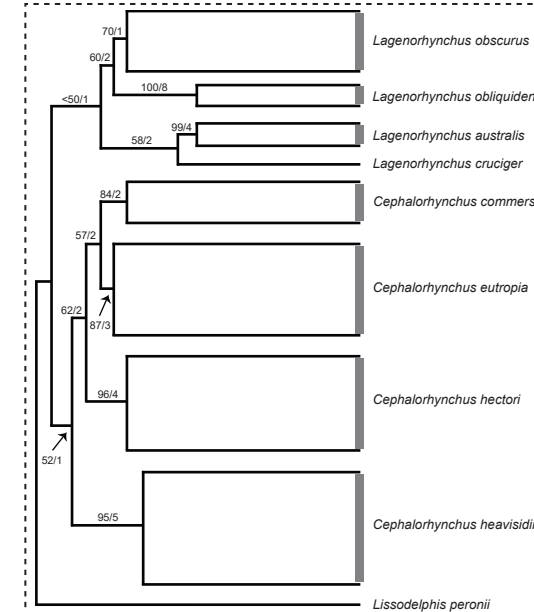 70/1
Lagenorhynchus obscurus
60/2
100/8
Lagenorhynchus obliquiden
<50/1
99/4
Lagenorhynchus australis
58/2
Lagenorhynchus cruciger
84/2
Cephalorhynchus commers
57/2
Cephalorhynchus eutropia
62/2
87/3
96/4
Cephalorhynchus hectori
52/1
95/5
Cephalorhynchus heavisidii
Lissodelphis peronii